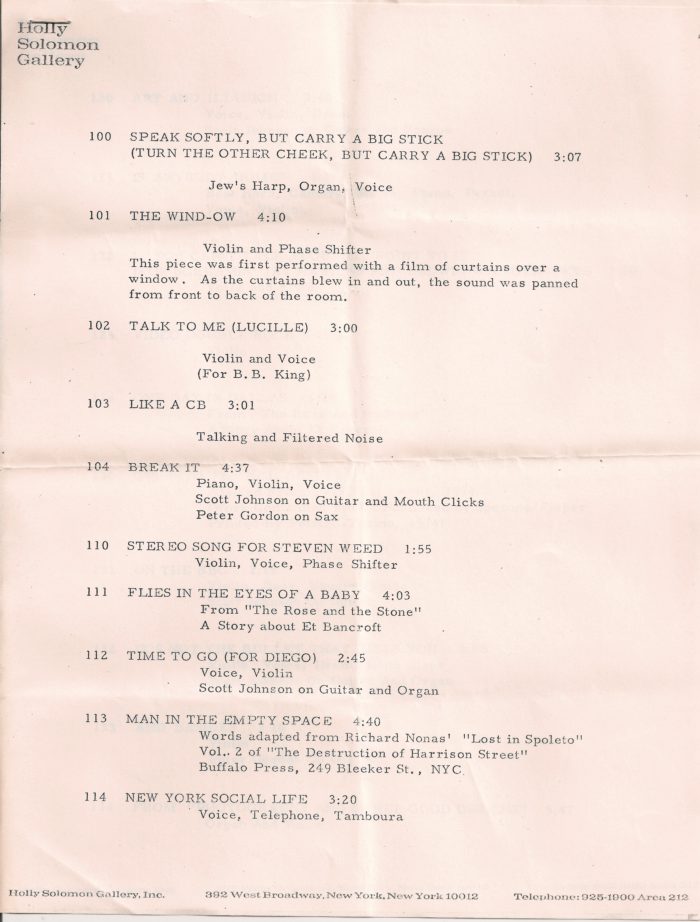 Holly
Solomon
Gallery
100 SPEAK SOFTLY, BUT CARRY A BIG STICK
(TURN THE OTHER CHEEK, BUT CARRY A BIG STICK) 3:07
Jew's Harp, Organ, Voice
101 THE WIND-OW 4:10
Violin and Phase Shifter
This piece was first performed with a film of curtains over a
window. As the curtains blew in and out, the sound was panned
from front to back of the room.
102 TALK TO ME (LUCILLE) 3:00
Violin and Voice
(For B.B. King)
103 LIKE A CB 3:01
Talking and Filtered Noise
104 BREAK IT 4:37
Piano, Violin, Voice
Scott Johnson on Guitar and Mouth Clicks
Peter Gordon on Sax
110 STEREO SONG FOR STEVEN WEED 1:55
Violin, Voice, Phase Shifter
111 FLIES IN THE EYES OF A BABY 4:03
From "The Rose and the Stone"
A Story about Et Bancroft
112 TIME TO GO (FOR DIEGO) 2:45
Voice, Violin
Scott Johnson on Guitar and Organ
113 MAN IN THE EMPTY SPACE 4:40
Words adapted from Richard Nonas' "Lost in Spoleto"
Vol.. 2 of "The Destruction of Harrison Street"
Buffalo Press, 249 Bleeker St., NYC
114 NEW YORK SOCIAL LIFE 3:20
Voice, Telephone, Tamboura
Holly Solomon Gallery, Inc. 392 West Broadway, New York, New York 10012 Telephone: 925-1900 Area 212